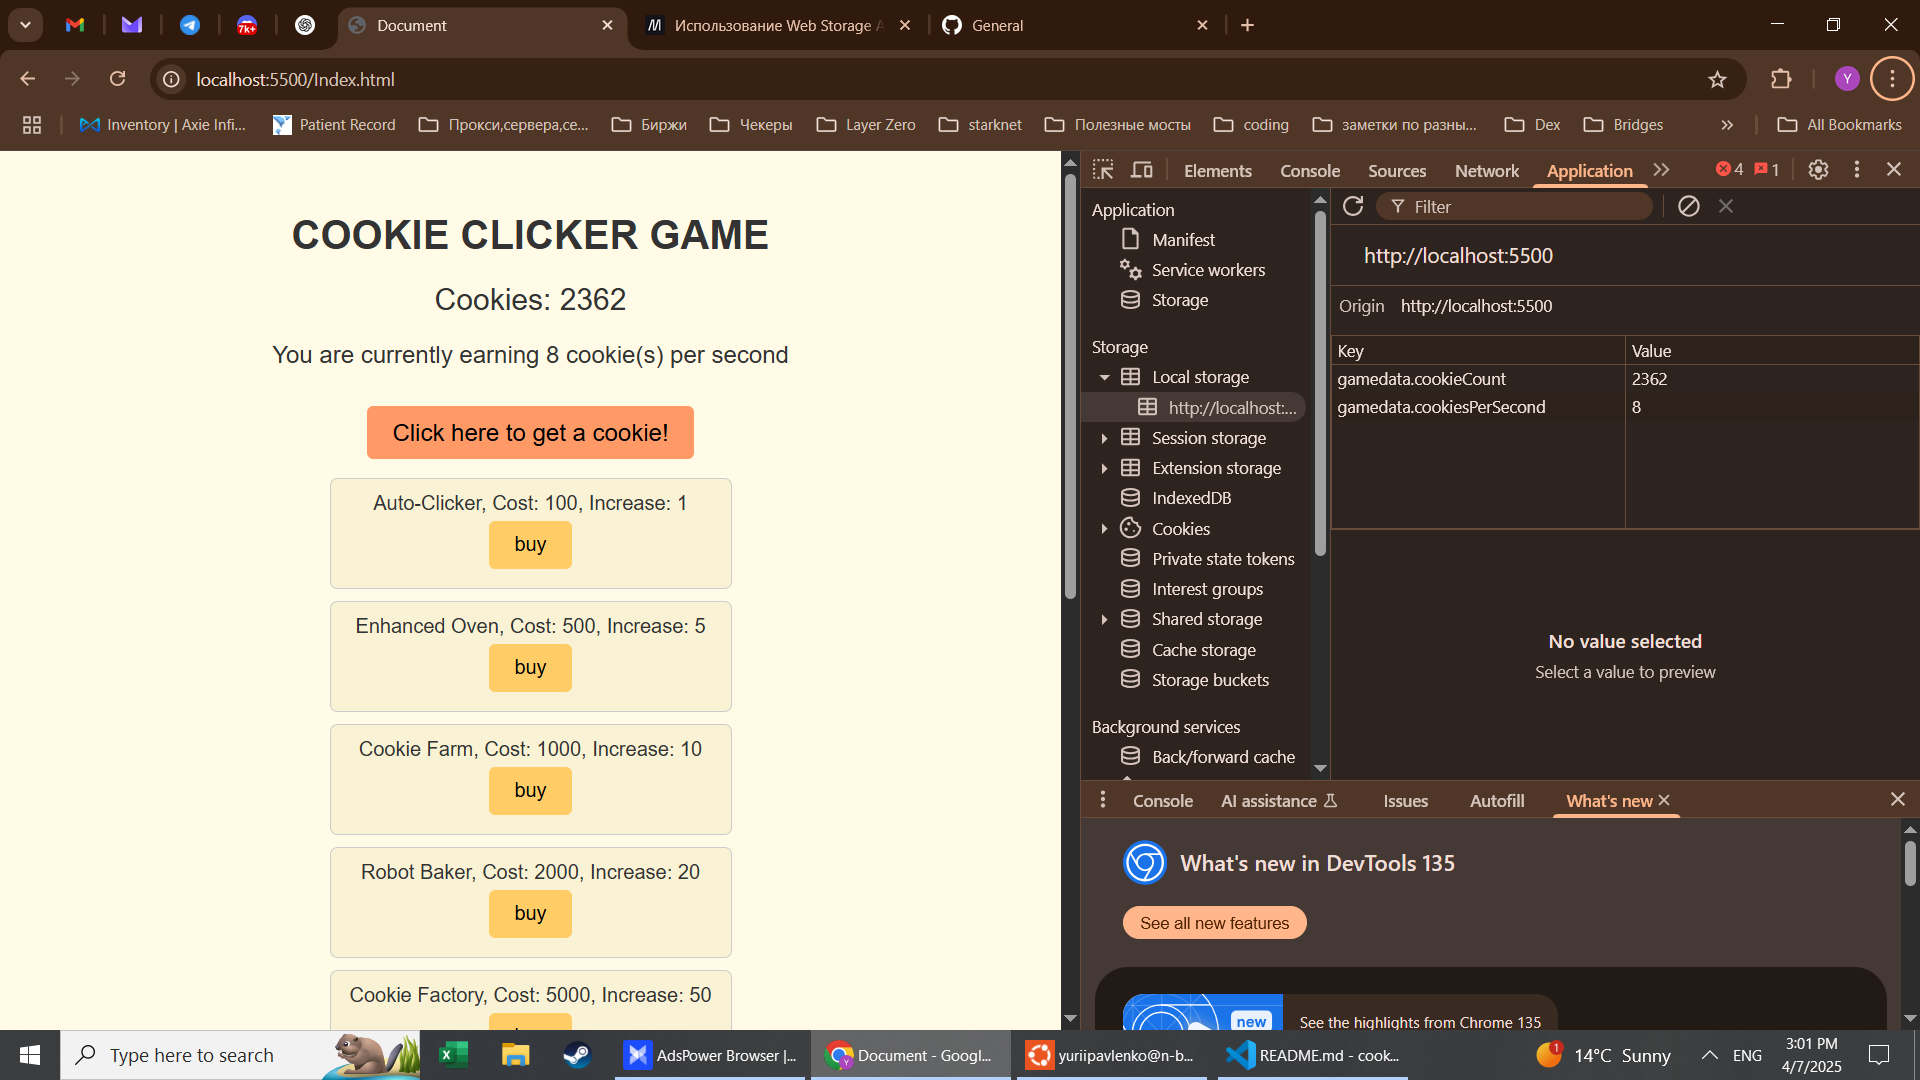 7k+
Document
Использование Web Storage A
General
localhost:5500/Index.html
Y
Inventory | Axie Infi...
Patient Record
Прокси,сервера,се...
Биржи
Чекеры
Layer Zero
starknet
Полезные мосты
coding
заметки по разны...
Dex
Bridges
All Bookmarks
COOKIE CLICKER GAME
Cookies: 2362
You are currently earning 8 cookie(s) per second
Click here to get a cookie!
Auto-Clicker, Cost: 100, Increase: 1
buy
Enhanced Oven, Cost: 500, Increase: 5
buy
Cookie Farm, Cost: 1000, Increase: 10
buy
Robot Baker, Cost: 2000, Increase: 20
buy
Cookie Factory, Cost: 5000, Increase: 50
Elements
Console
Sources
Network
Application
4
1
Application
Manifest
Service workers
Storage
Storage
Local storage
http://localhost:...
Session storage
Extension storage
IndexedDB
Cookies
Private state tokens
Interest groups
Shared storage
Cache storage
Storage buckets
Background services
Back/forward cache
Filter
http://localhost:5500
Origin http://localhost:5500
Key Value
gamedata.cookieCount 2362
gamedata.cookiesPerSecond 8
No value selected
Select a value to preview
Console
AI assistance
Issues
Autofill
What's new
What's new in DevTools 135
See all new features
new
See the highlights from Chrome 135
Type here to search
AdsPower Browser |...
Document - Googl...
yuriipavlenko@n-b...
README.md - cook...
1
14°C Sunny
ENG
3:01 PM
4/7/2025